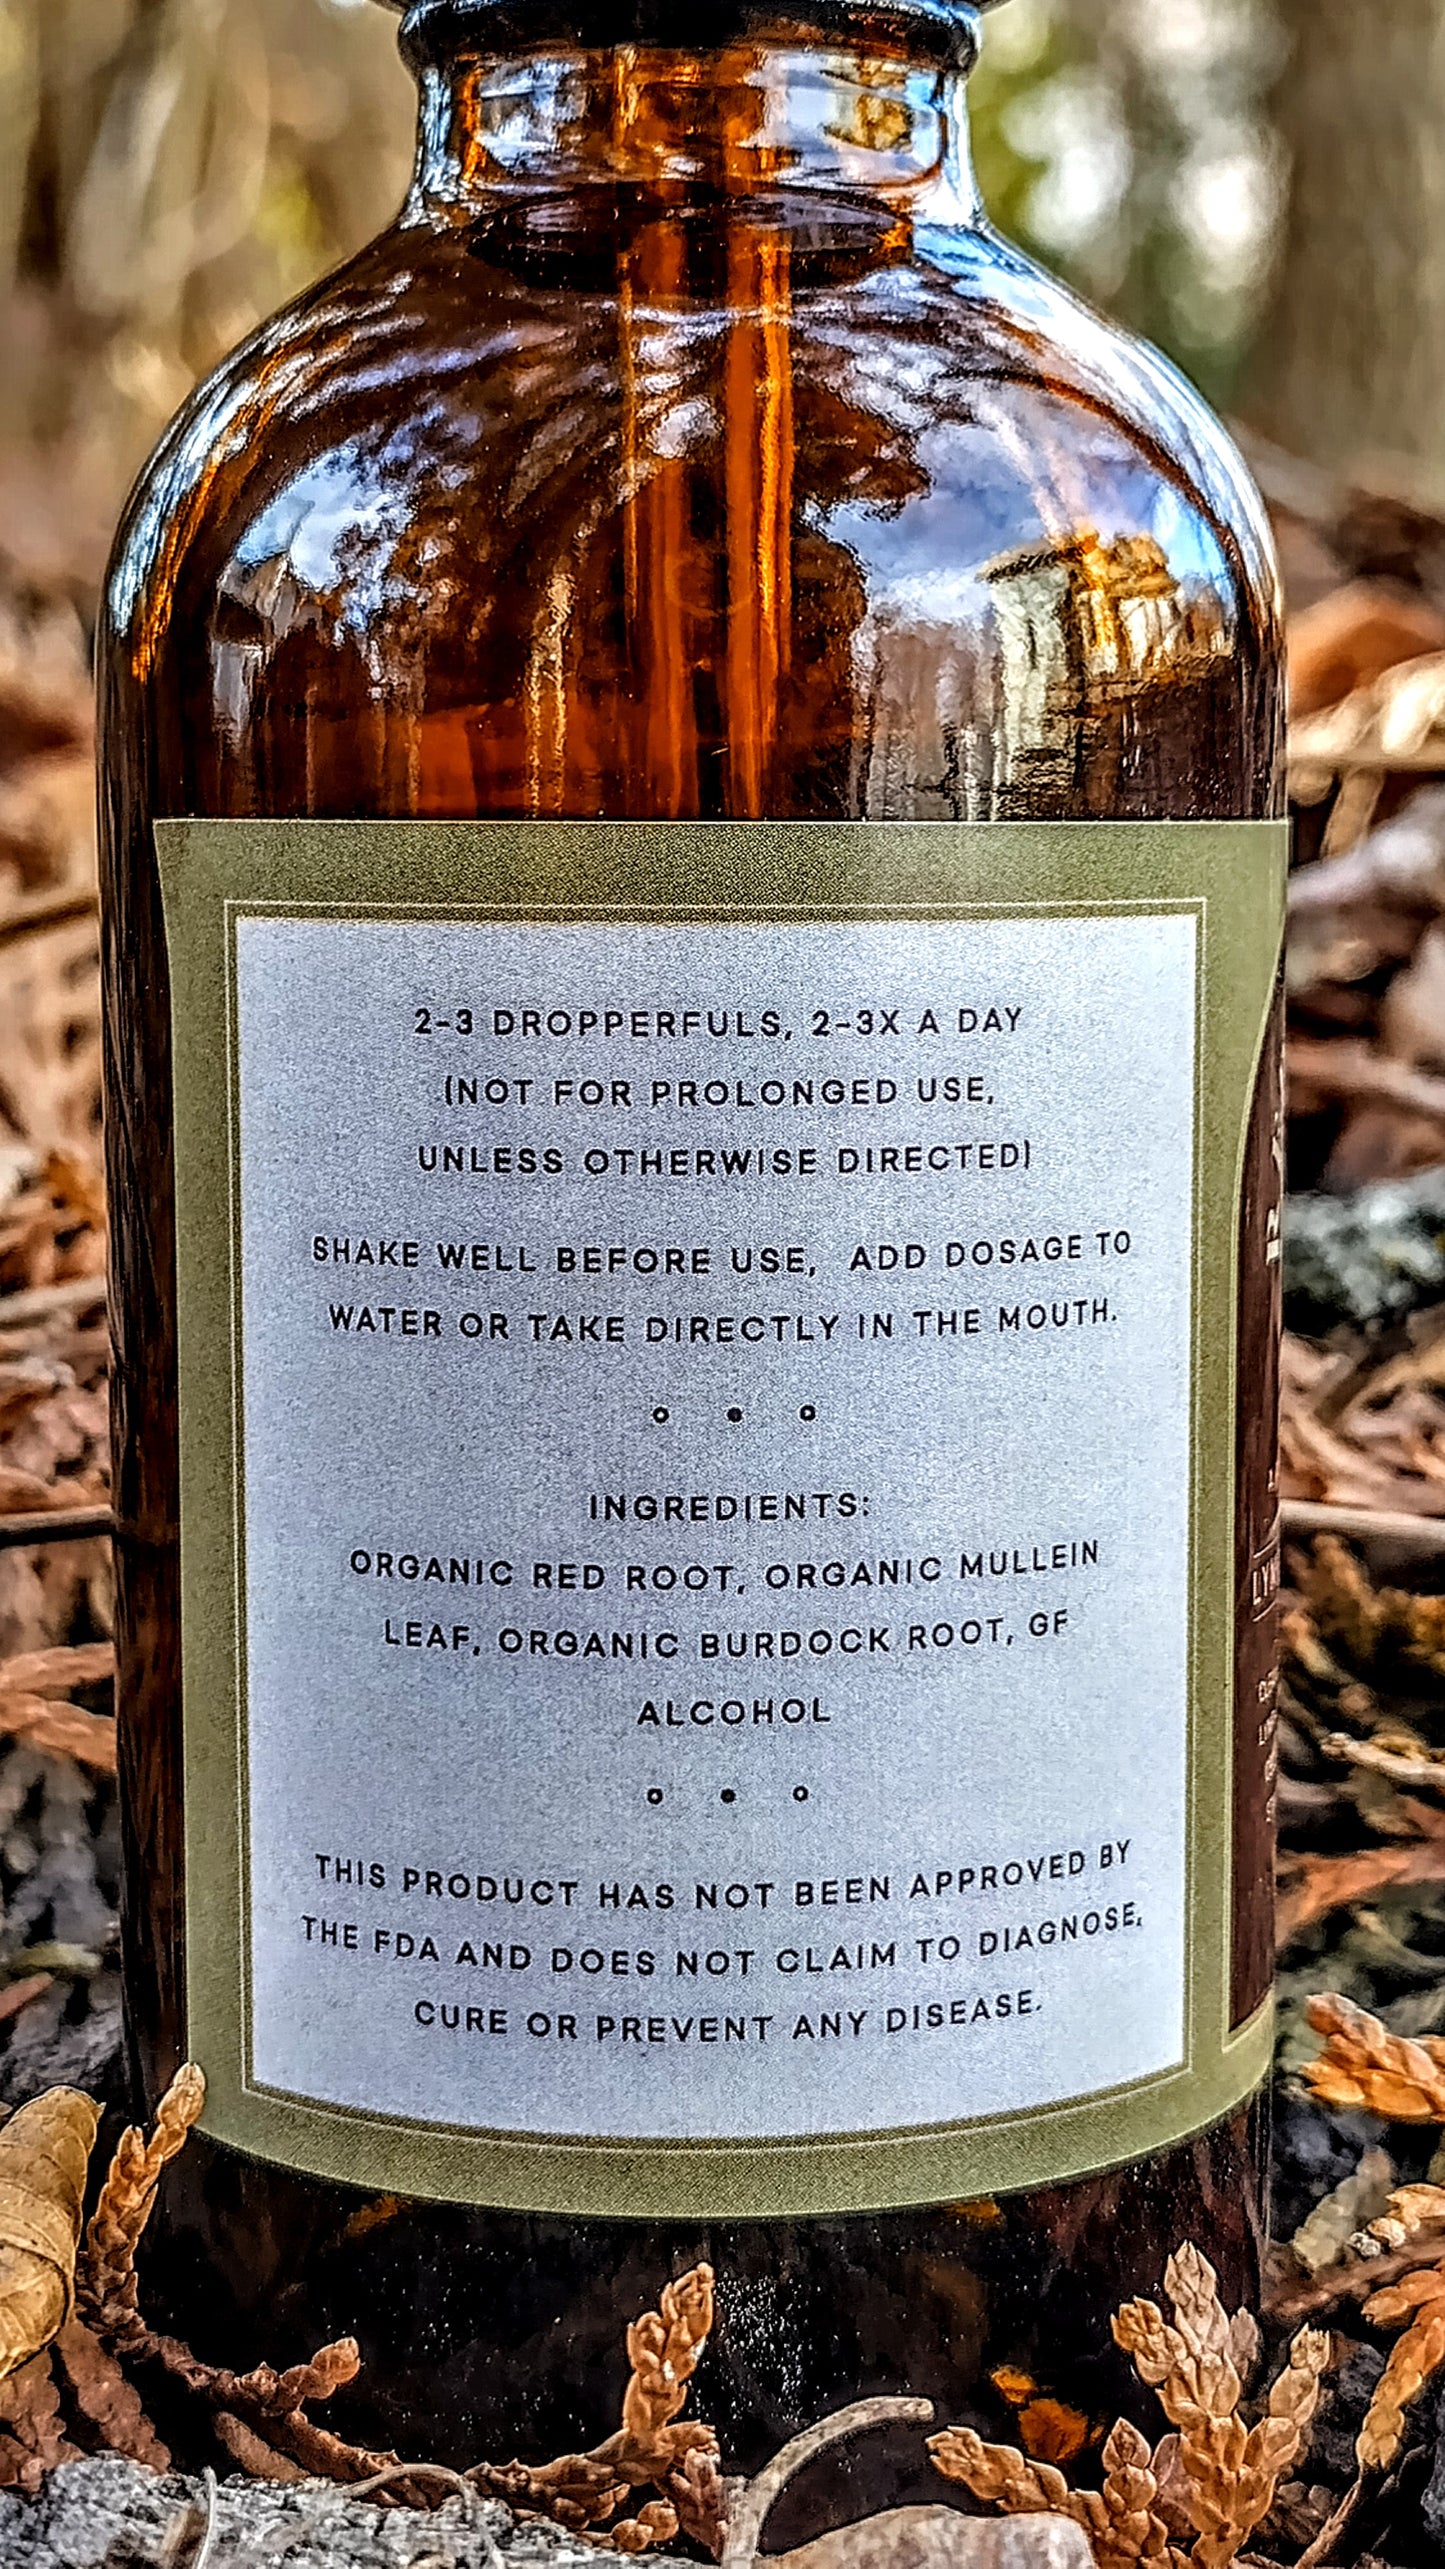 2-3 DROPPERFULS, 2-3X A DAY
(NOT FOR PROLONGED USE,
UNLESS OTHERWISE DIRECTED)
SHAKE WELL BEFORE USE, ADD DOSAGE TO
WATER OR TAKE DIRECTLY IN THE MOUTH.
INGREDIENTS:
ORGANIC RED ROOT, ORGANIC MULLEIN
LEAF, ORGANIC BURDOCK ROOT, GF
ALCOHOL
THIS PRODUCT HAS NOT BEEN APPROVED BY
THE FDA AND DOES NOT CLAIM TO DIAGNOSE,
CURE OR PREVENT ANY DISEASE.